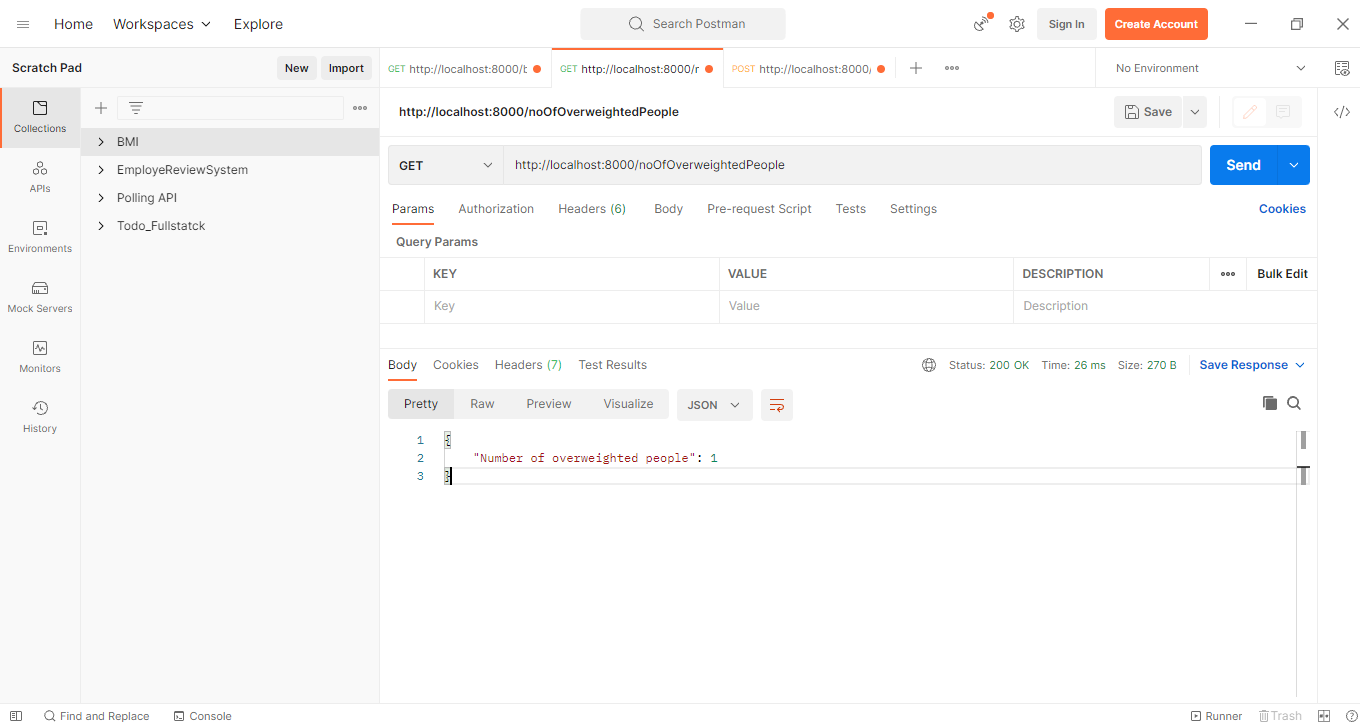 Home Workspaces Explore Search Postman Sign In Create Account
Scratch Pad New Import GET http://localhost:8000/b GET http://localhost:8000/r POST http://localhost:8000/ No Environment
Collections
APIs
Environments
Mock Servers
Monitors
History
BMI
EmployeReviewSystem
Polling API
Todo_Fullstatck
http://localhost:8000/noOfOverweightedPeople Save
GET http://localhost:8000/noOfOverweightedPeople Send
Params Authorization Headers (6) Body Pre-request Script Tests Settings Cookies
Query Params
KEY VALUE DESCRIPTION Bulk Edit
Key Value Description
Body Cookies Headers (7) Test Results Status: 200 OK Time: 26 ms Size: 270 B Save Response
Pretty Raw Preview Visualize JSON
1 {
2 "Number of overweighted people": 1
3 }
Find and Replace Console Runner Trash